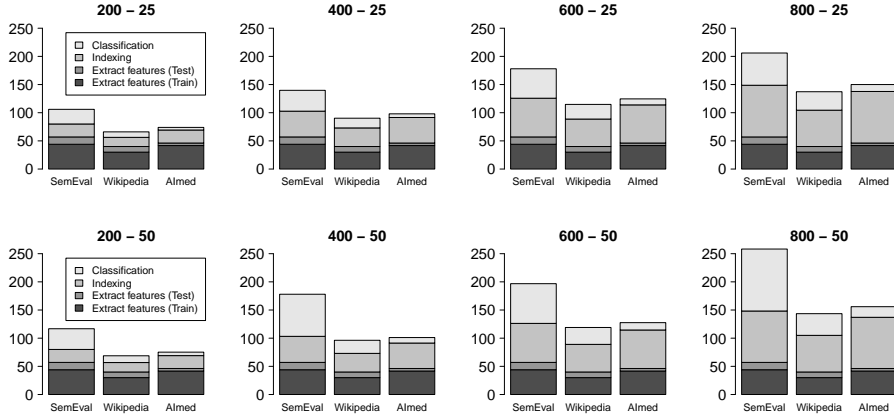 200 – 25
400 – 25
600 – 25
800 – 25
250
200
150
100
50
0
Classification
Indexing
Extract features (Test)
Extract features (Train)
SemEval Wikipedia AImed
250
200
150
100
50
0
SemEval Wikipedia AImed
250
200
150
100
50
0
SemEval Wikipedia AImed
250
200
150
100
50
0
SemEval Wikipedia AImed
200 – 50
400 – 50
600 – 50
800 – 50
250
200
150
100
50
0
Classification
Indexing
Extract features (Test)
Extract features (Train)
SemEval Wikipedia AImed
250
200
150
100
50
0
SemEval Wikipedia AImed
250
200
150
100
50
0
SemEval Wikipedia AImed
250
200
150
100
50
0
SemEval Wikipedia AImed